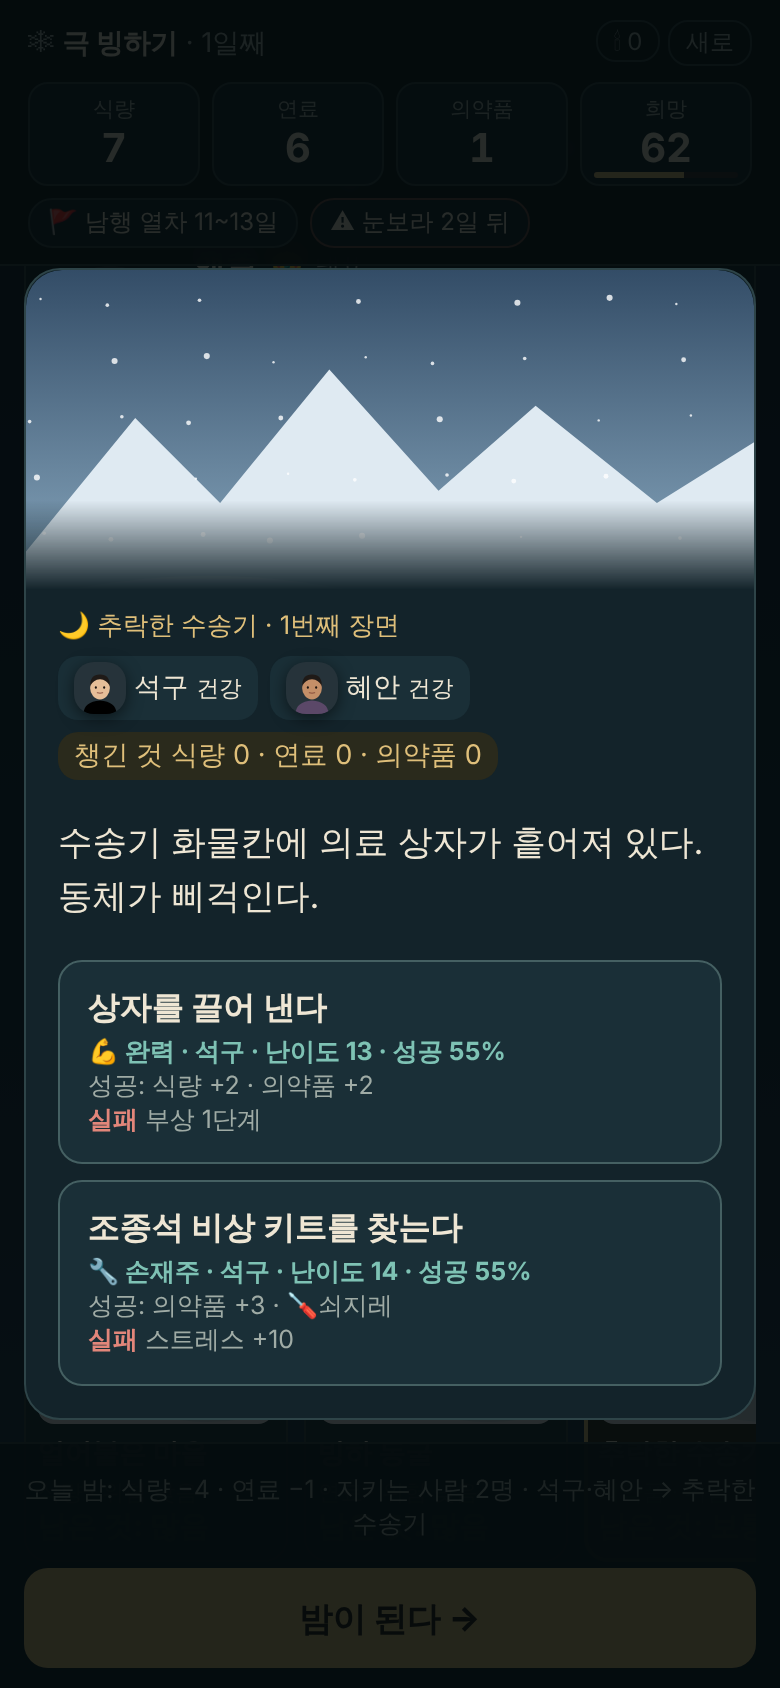 극 빙하기 · 1일째
0
새로
식량
연료
의약품
희망
7
6
1
62
남행 열차 11~13일
눈보라 2일 뒤
추락한 수송기 · 1번째 장면
석구 건강
혜안 건강
챙긴 것 식량 0 · 연료 0 · 의약품 0
수송기 화물칸에 의료 상자가 흩어져 있다.
동체가 삐걱인다.
상자를 끌어 낸다
완력 · 석구 · 난이도 13 · 성공 55%
성공: 식량 +2 · 의약품 +2
실패 부상 1단계
조종석 비상 키트를 찾는다
손재주 · 석구 · 난이도 14 · 성공 55%
성공: 의약품 +3 · 쇠지레
실패 스트레스 +10
오늘 밤: 식량 −4 · 연료 −1 · 지키는 사람 2명 · 석구·혜안 → 추락한
수송기
밤이 된다 →